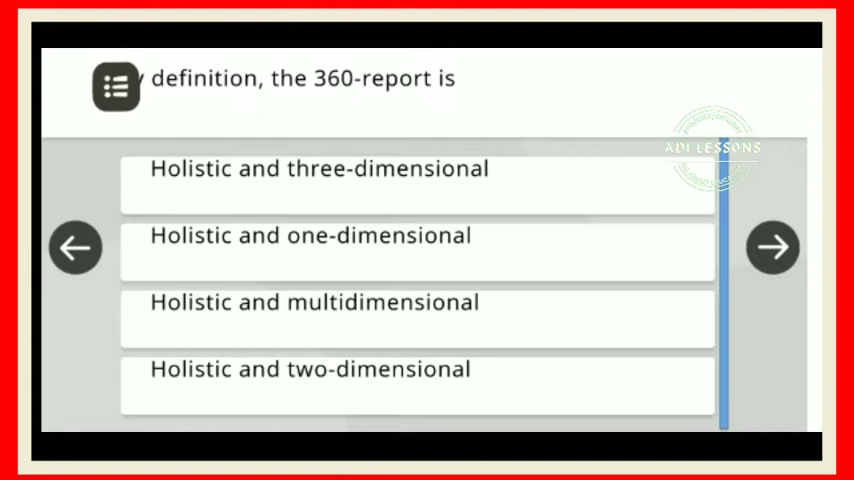 definition, the 360-report is
ADI LESSONS
Holistic and three-dimensional
Holistic and one-dimensional
Holistic and multidimensional
Holistic and two-dimensional